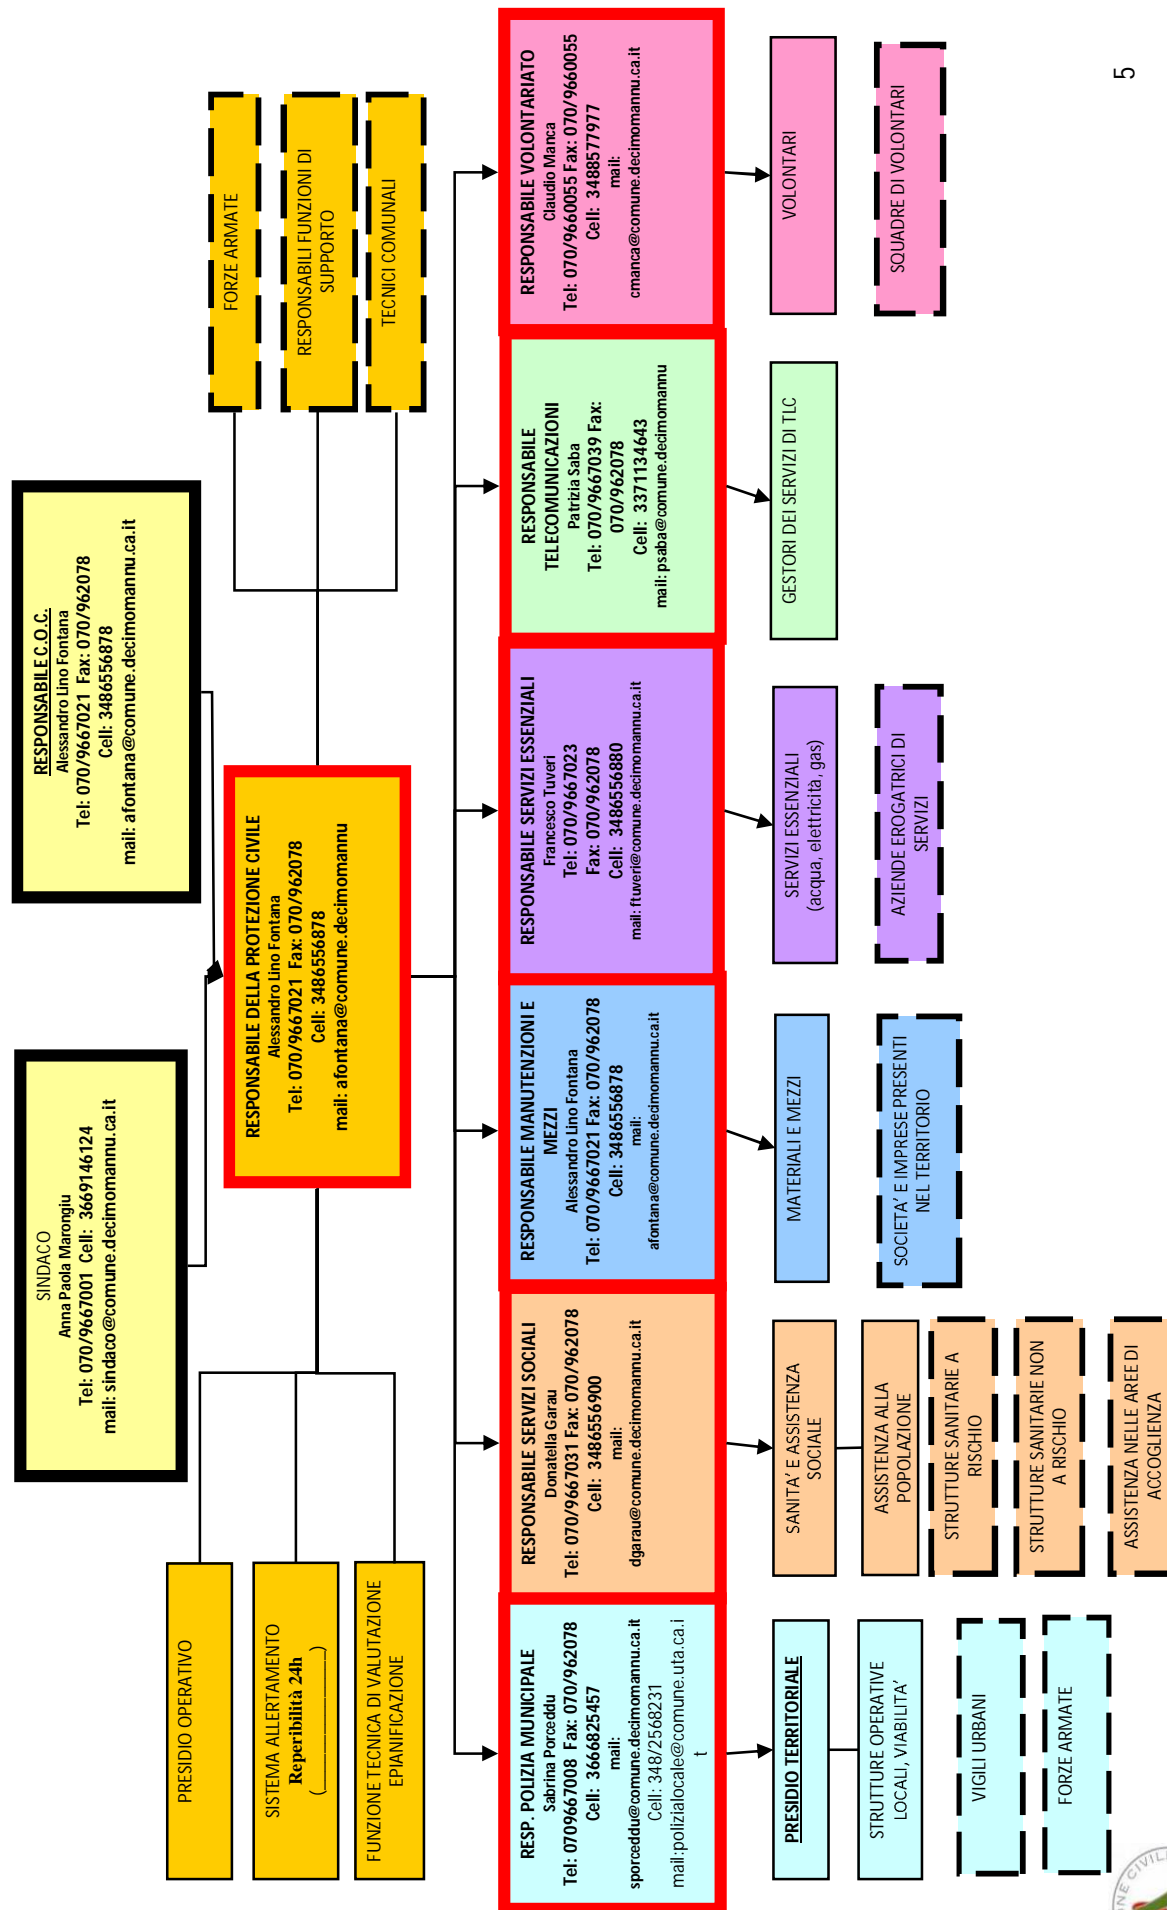 SINDACO
Anna Paola Marongiu
Tel: 070/9667001  Cell:  3669146124
mail: sindaco@comune.decimomannu.ca.it
RESPONSABILE C.O.C.
Alessandro Lino Fontana
Tel: 070/9667021  Fax: 070/962078
Cell: 3486556878
mail: afontana@comune.decimomannu.ca.it
PRESIDIO OPERATIVO
SISTEMA ALLERTAMENTO
Reperibilità 24h
(______________)
FUNZIONE TECNICA DI VALUTAZIONE
EPIANIFICAZIONE
RESPONSABILE DELLA PROTEZIONE CIVILE
Alessandro Lino Fontana
Tel: 070/9667021  Fax: 070/962078
Cell: 3486556878
mail: afontana@comune.decimomannu
FORZE ARMATE
RESPONSABILI FUNZIONI DI
SUPPORTO
TECNICI COMUNALI
RESP. POLIZIA MUNICIPALE
Sabrina Porceddu
Tel: 0709667008  Fax: 070/962078
Cell:  3666825457
mail:
sporceddu@comune.decimomannu.ca.it
Cell: 348/2568231
mail:polizialocale@comune.uta.ca.i
t
RESPONSABILE SERVIZI SOCIALI
Donatella Garau
Tel: 070/9667031 Fax: 070/962078
Cell:  3486556900
mail:
dgarau@comune.decimomannu.ca.it
RESPONSABILE MANUTENZIONI E
MEZZI
Alessandro Lino Fontana
Tel: 070/9667021 Fax: 070/962078
Cell: 3486556878
mail:
afontana@comune.decimomannu.ca.it
RESPONSABILE SERVIZI ESSENZIALI
Francesco Tuveri
Tel: 070/9667023
Fax: 070/962078
Cell:  3486556880
mail: ftuveri@comune.decimomannu.ca.it
RESPONSABILE
TELECOMUNICAZIONI
Patrizia Saba
Tel: 070/9667039 Fax:
070/962078
Cell:  3371134643
mail: psaba@comune.decimomannu
RESPONSABILE VOLONTARIATO
Claudio Manca
Tel: 070/9660055 Fax: 070/9660055
Cell:  3488577977
mail:
cmanca@comune.decimomannu.ca.it
PRESIDIO TERRITORIALE
STRUTTURE OPERATIVE
LOCALI, VIABILITA'
VIGILI URBANI
FORZE ARMATE
SANITA' E ASSISTENZA
SOCIALE
ASSISTENZA ALLA
POPOLAZIONE
STRUTTURE SANITARIE A
RISCHIO
STRUTTURE SANITARIE NON
A RISCHIO
ASSISTENZA NELLE AREE DI
ACCOGLIENZA
MATERIALI E MEZZI
SOCIETA' E IMPRESE PRESENTI
NEL TERRITORIO
SERVIZI ESSENZIALI
(acqua, elettricità, gas)
AZIENDE EROGATRICI DI
SERVIZI
GESTORI DEI SERVIZI DI TLC
VOLONTARI
SQUADRE DI VOLONTARI
5